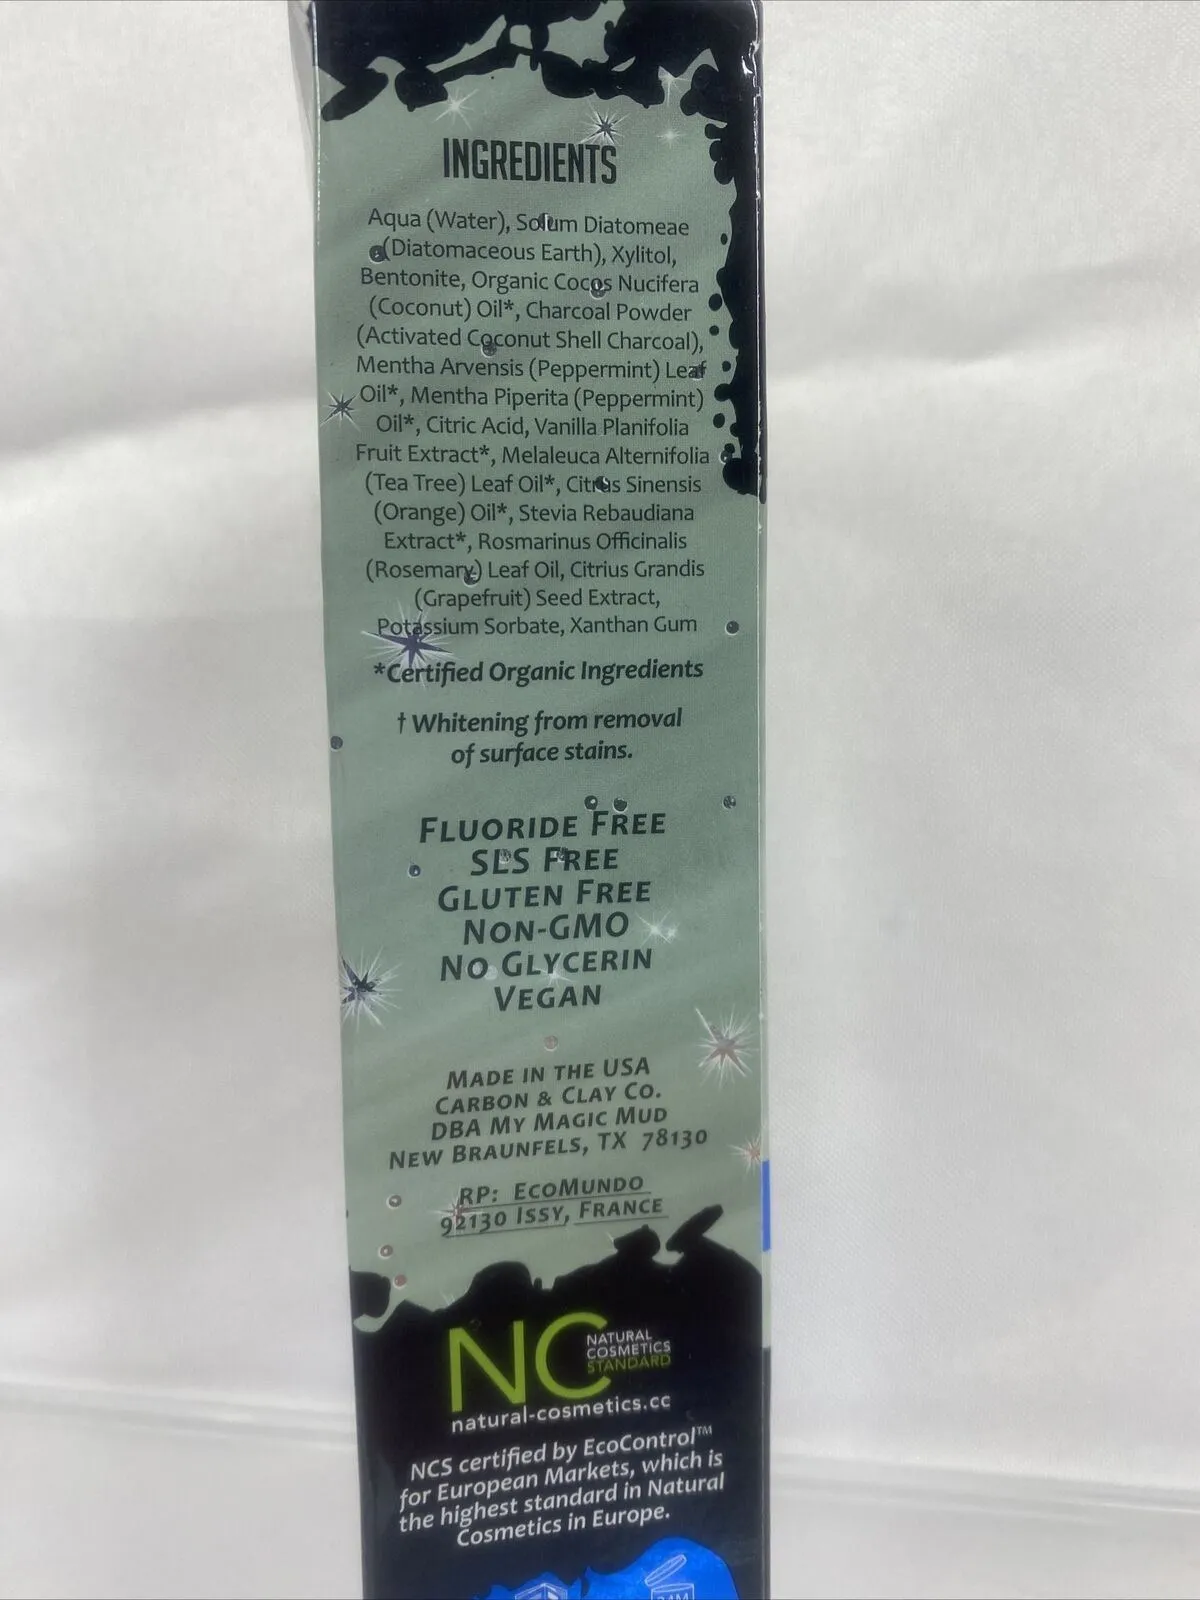 INGREDIENTS
Aqua (Water), Solum Diatomeae
(Diatomaceous Earth), Xylitol,
Bentonite, Organic Cocos Nucifera
(Coconut) Oil*, Charcoal Powder
(Activated Coconut Shell Charcoal),
Mentha Arvensis (Peppermint) Leaf
Oil*, Mentha Piperita (Peppermint)
Oil*, Citric Acid, Vanilla Planifolia
Fruit Extract*, Melaleuca Alternifolia
(Tea Tree) Leaf Oil*, Citrus Sinensis
(Orange) Oil*, Stevia Rebaudiana
Extract*, Rosmarinus Officinalis
(Rosemary) Leaf Oil, Citrius Grandis
(Grapefruit) Seed Extract,
Potassium Sorbate, Xanthan Gum
*Certified Organic Ingredients
† Whitening from removal
of surface stains.
FLUORIDE FREE
SLS FREE
GLUTEN FREE
NON-GMO
NO GLYCERIN
VEGAN
MADE IN THE USA
CARBON & CLAY CO.
DBA MY MAGIC MUD
NEW BRAUNFELS, TX 78130
RP: ECOMUNDO
92130 ISSY, FRANCE
NC NATURAL
COSMETICS
STANDARD
natural-cosmetics.cc
NCS certified by EcoControl™
for European Markets, which is
the highest standard in Natural
Cosmetics in Europe.
24M